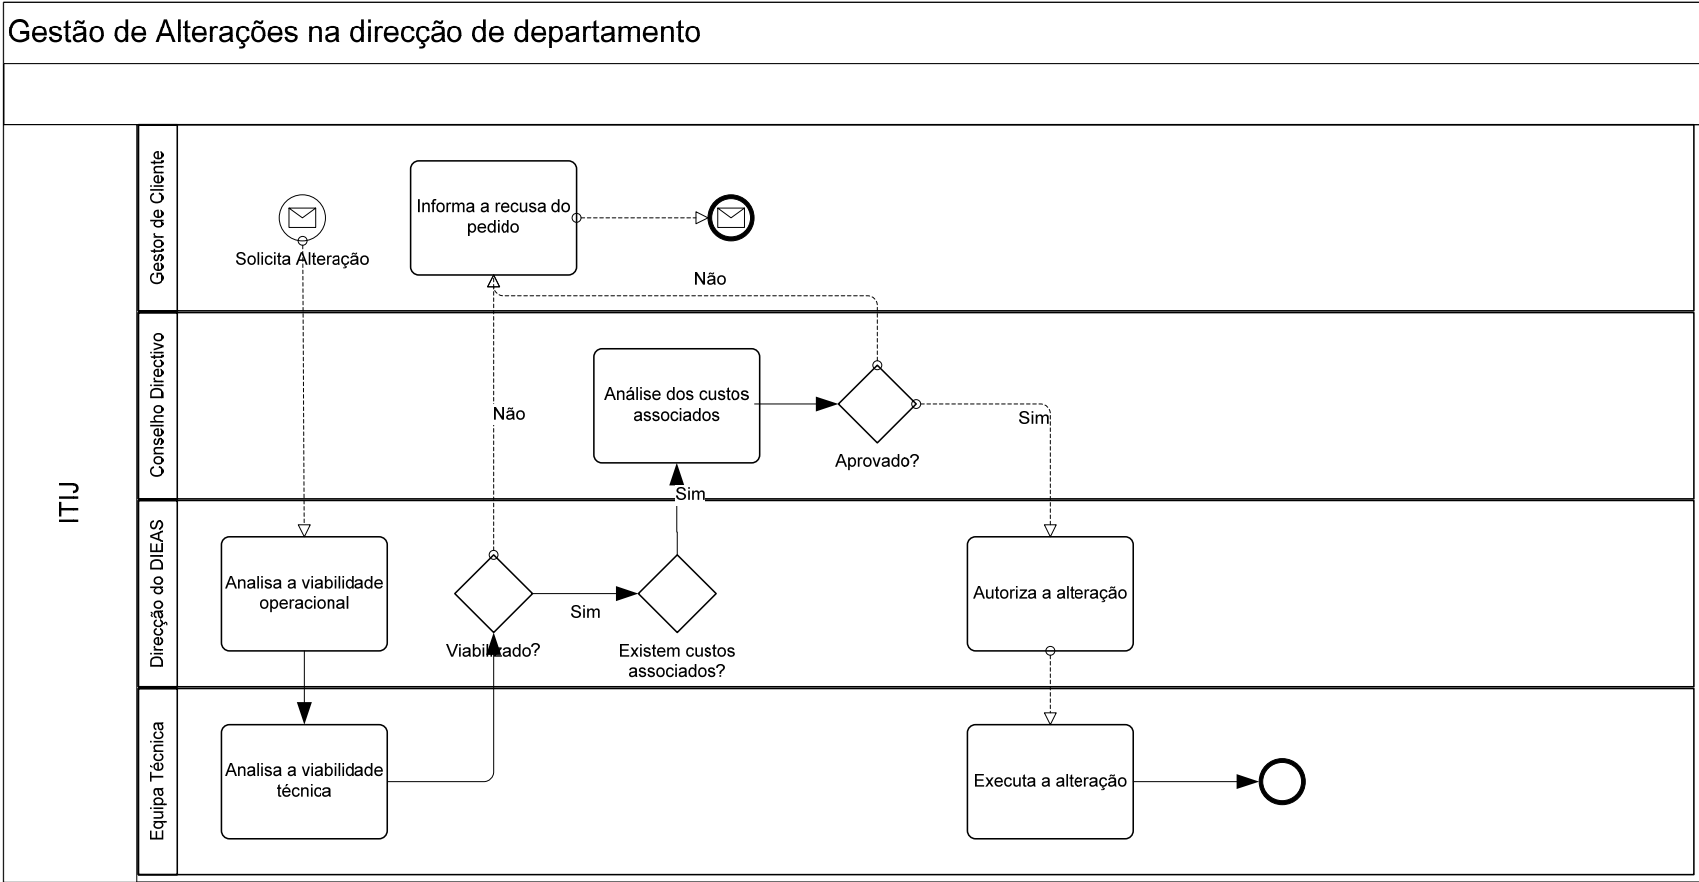 Gestão de Alterações na direcção de departamento
ITIJ
Gestor de Cliente
Solicita Alteração
Informa a recusa do
pedido
Não
Conselho Directivo
Não
Análise dos custos
associados
Aprovado?
Sim
Sim
Direcção do DIEAS
Analisa a viabilidade
operacional
Viabilizado?
Sim
Existem custos
associados?
Autoriza a alteração
Equipa Técnica
Analisa a viabilidade
técnica
Executa a alteração